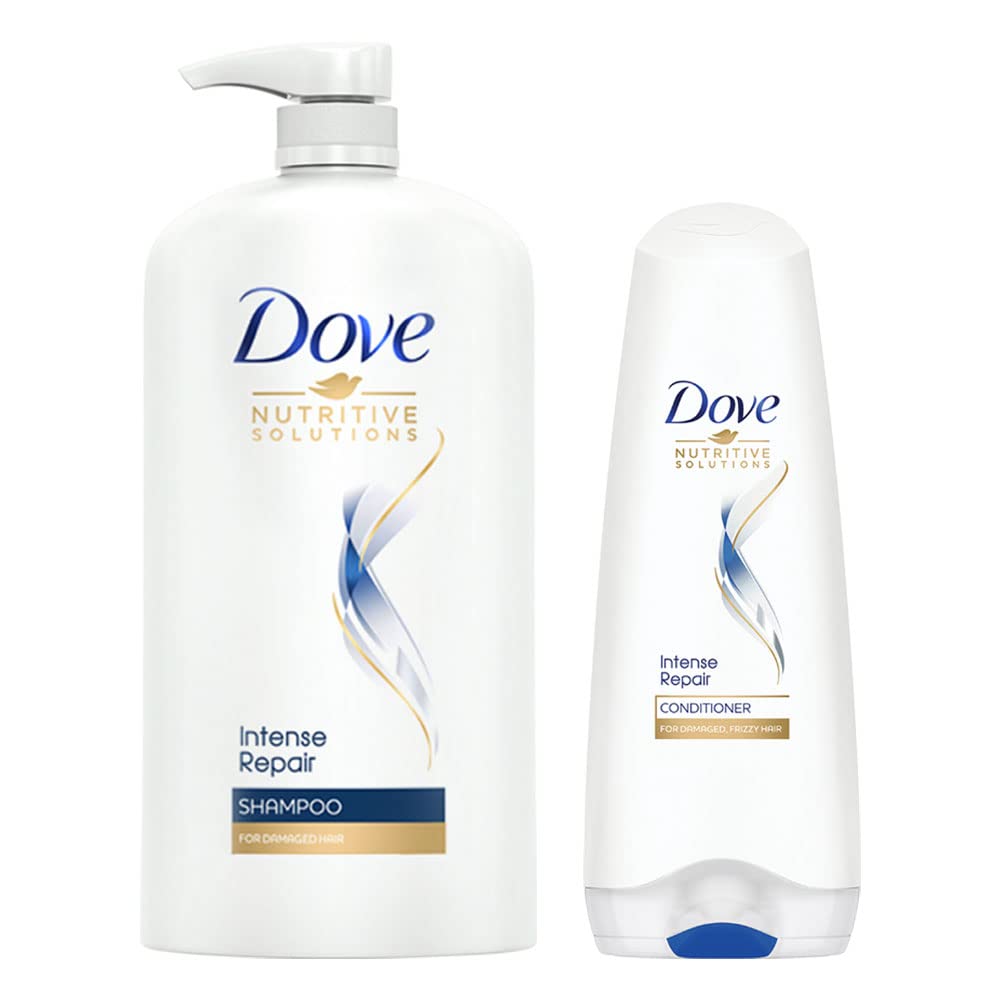 Dove
NUTRITIVE
SOLUTIONS
Intense
Repair
SHAMPOO
FOR DAMAGED HAIR
Dove
NUTRITIVE
SOLUTIONS
Intense
Repair
CONDITIONER
FOR DAMAGED, FRIZZY HAIR